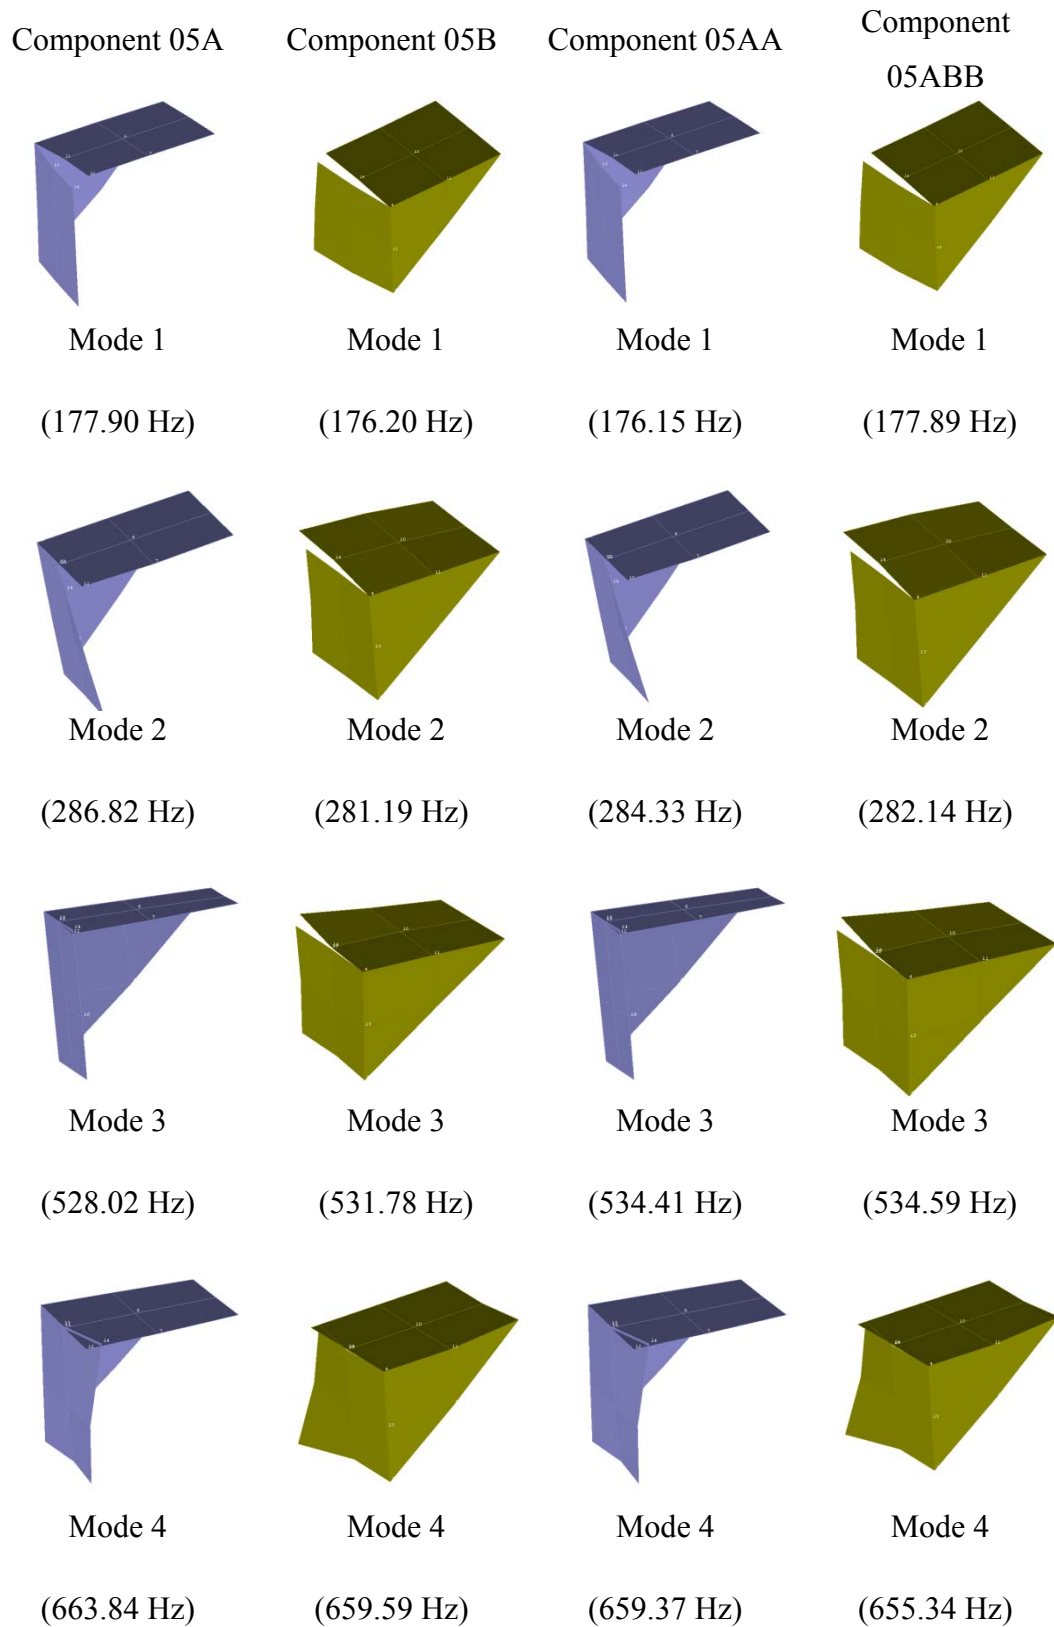 Component 05A Component 05B Component 05AA Component
05ABB
Mode 1 Mode 1 Mode 1 Mode 1
(177.90 Hz) (176.20 Hz) (176.15 Hz) (177.89 Hz)
Mode 2 Mode 2 Mode 2 Mode 2
(286.82 Hz) (281.19 Hz) (284.33 Hz) (282.14 Hz)
Mode 3 Mode 3 Mode 3 Mode 3
(528.02 Hz) (531.78 Hz) (534.41 Hz) (534.59 Hz)
Mode 4 Mode 4 Mode 4 Mode 4
(663.84 Hz) (659.59 Hz) (659.37 Hz) (655.34 Hz)